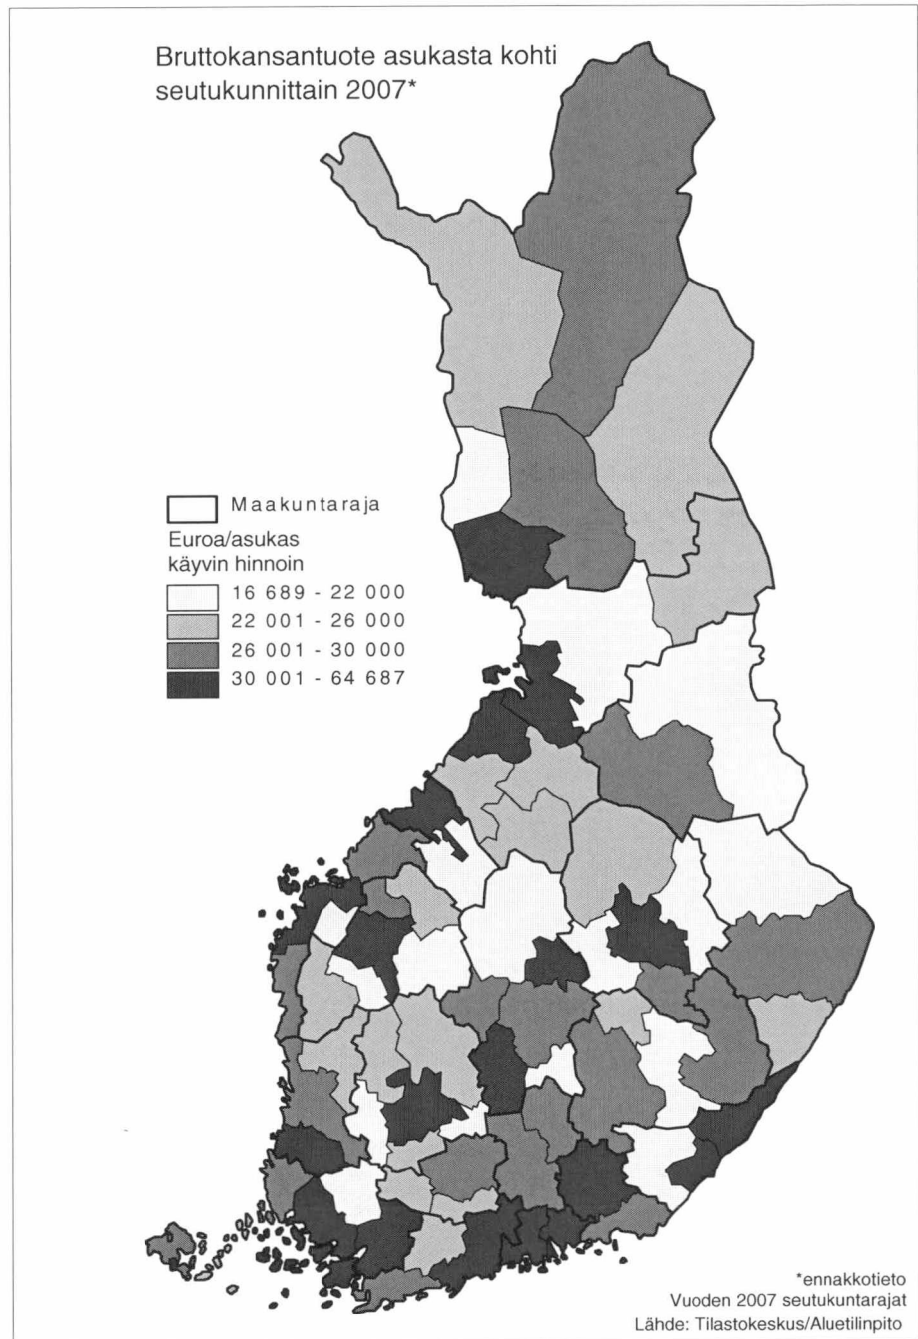 Bruttokansantuote asukasta kohti
seutukunnittain 2007*
Maakuntaraja
Euroa/asukas
käyvin hinnoin
16 689 - 22 000
22 001 - 26 000
26 001 - 30 000
30 001 - 64 687
*ennakkotieto
Vuoden 2007 seutukuntarajat
Lähde: Tilastokeskus/Aluetilinpito